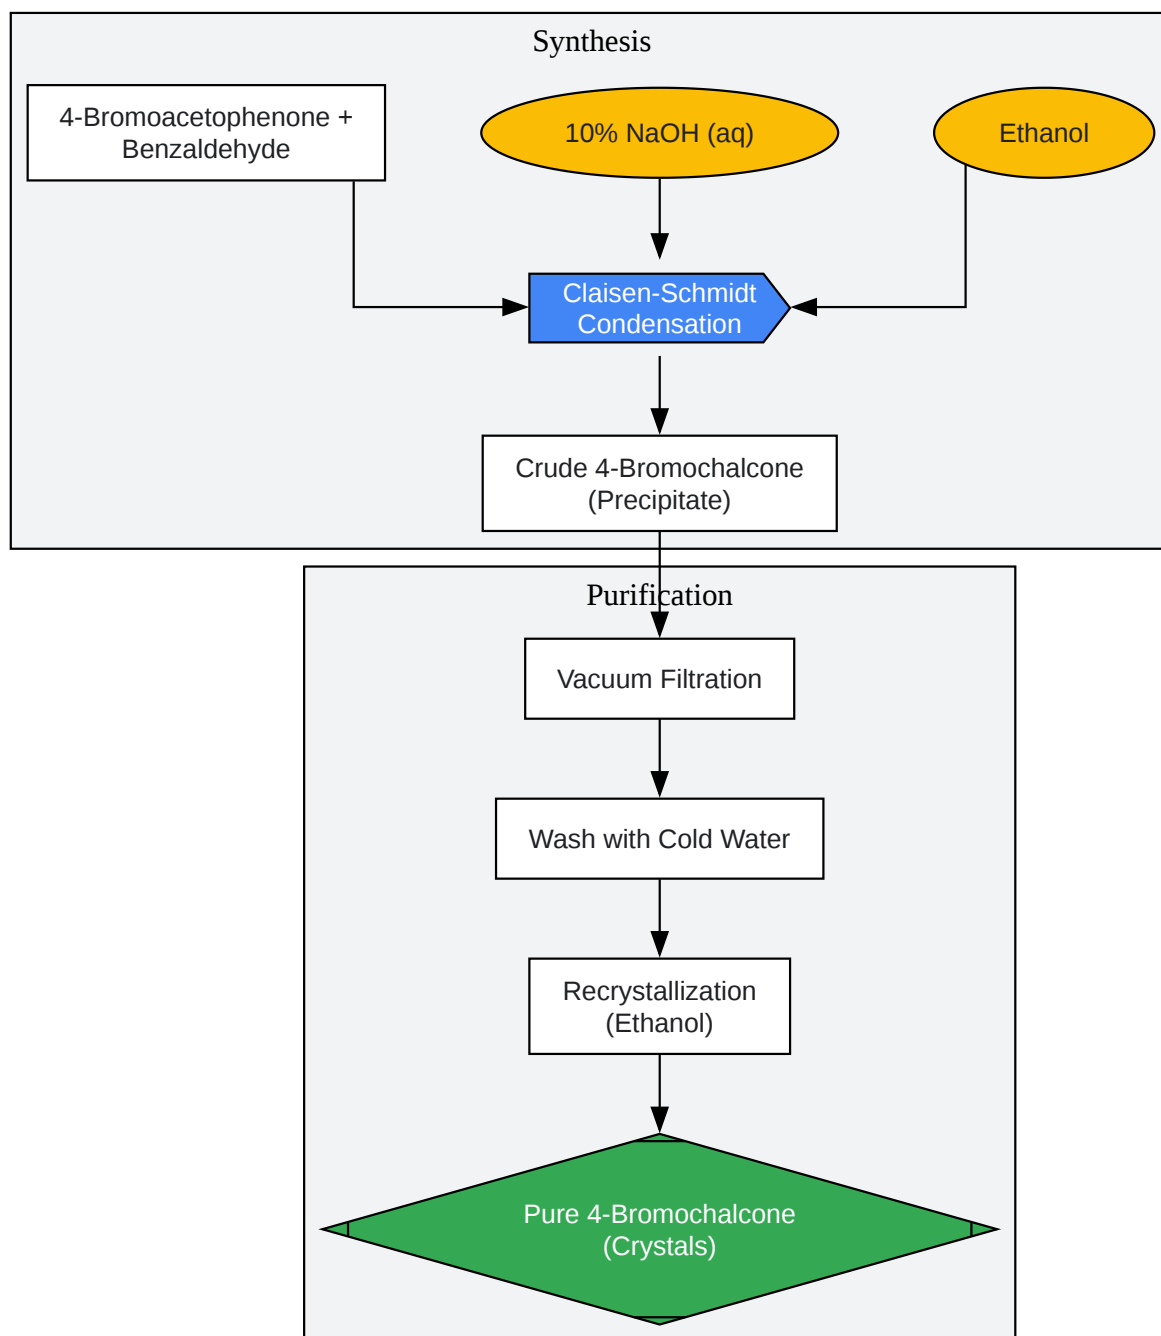 Synthesis
4-Bromoacetophenone +
Benzaldehyde
10% NaOH (aq)
Ethanol
Claisen-Schmidt
Condensation
Crude 4-Bromochalcone
(Precipitate)
Purification
Vacuum Filtration
Wash with Cold Water
Recrystallization
(Ethanol)
Pure 4-Bromochalcone
(Crystals)